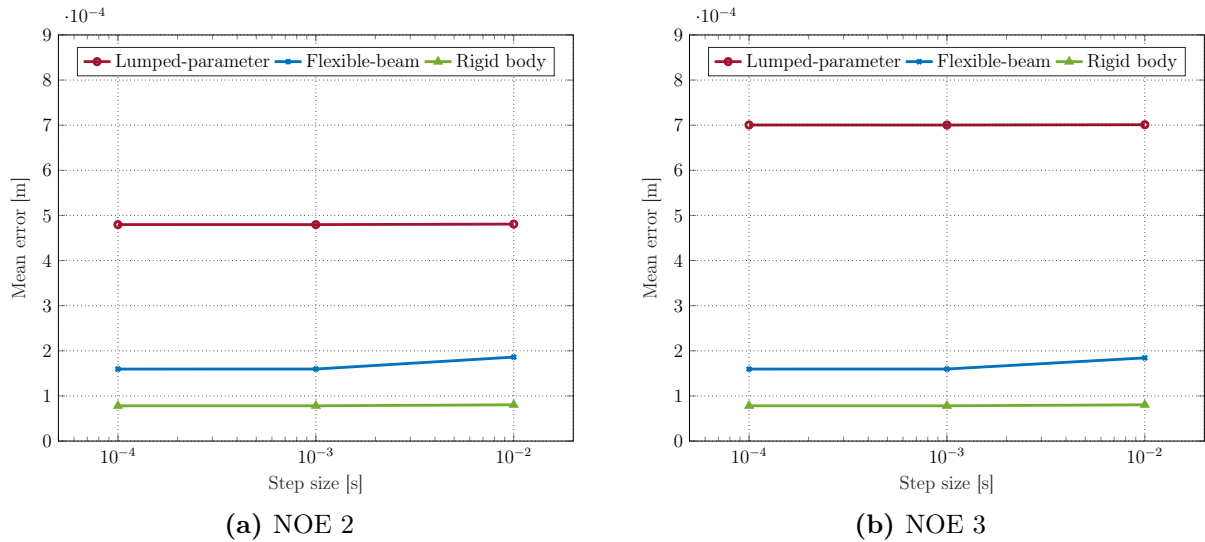 ·10⁻⁴
9
Lumped-parameter Flexible-beam Rigid body
8
7
6
5
4
3
2
1
0
Mean error [m]
10⁻⁴ 10⁻³ 10⁻²
Step size [s]
(a) NOE 2
·10⁻⁴
9
Lumped-parameter Flexible-beam Rigid body
8
7
6
5
4
3
2
1
0
Mean error [m]
10⁻⁴ 10⁻³ 10⁻²
Step size [s]
(b) NOE 3